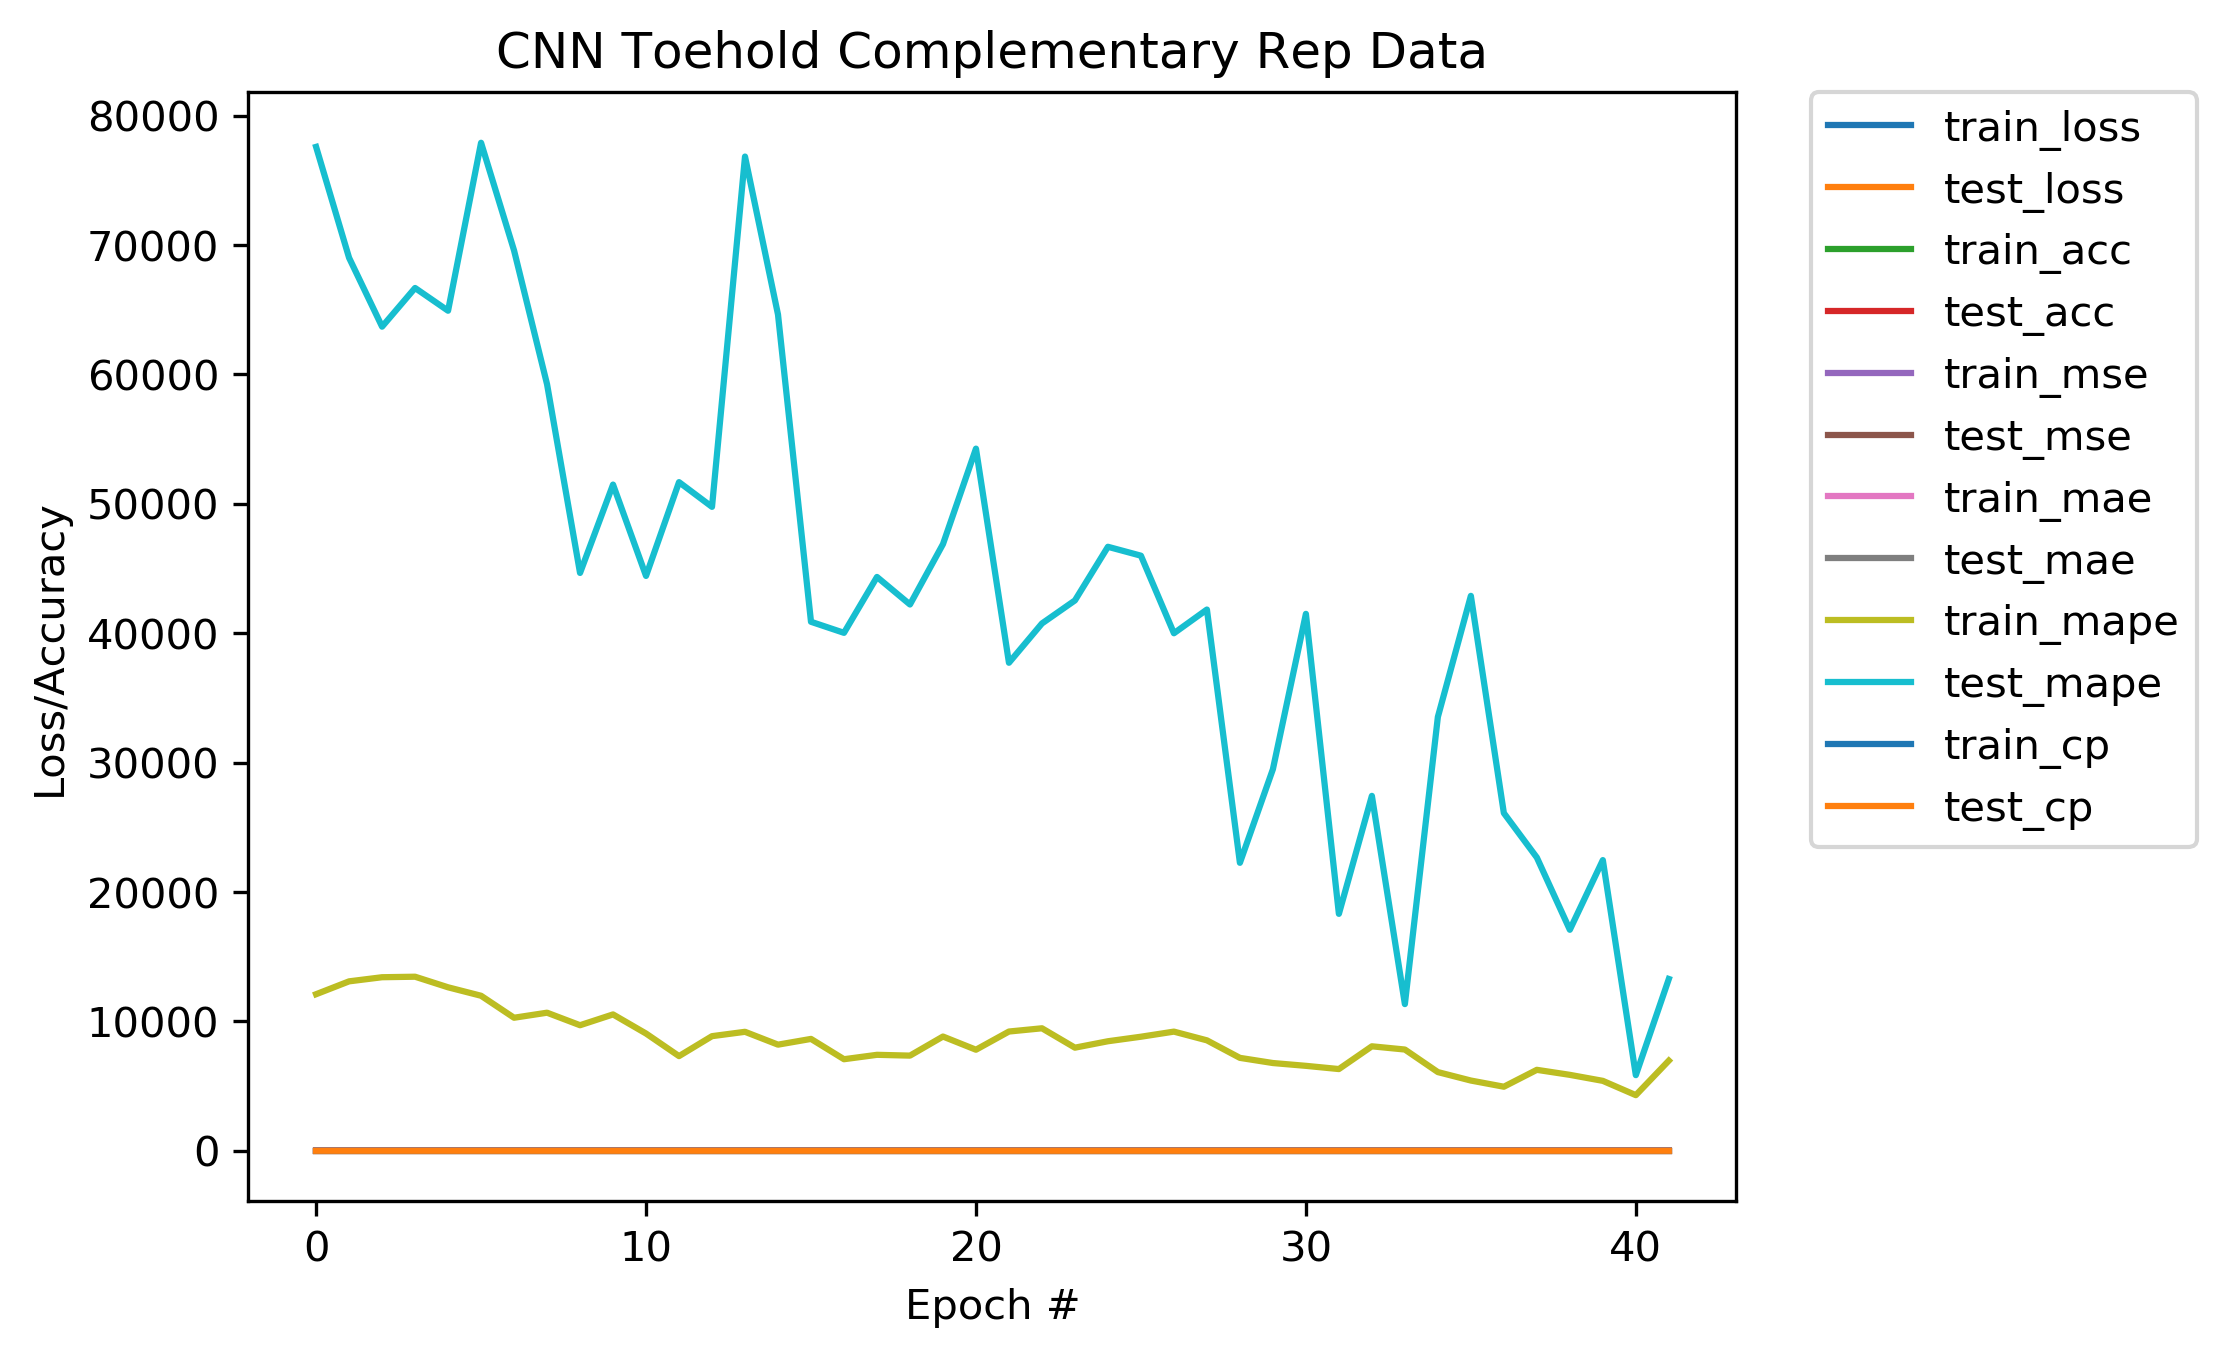 CNN Toehold Complementary Rep Data
80000
70000
60000
50000
40000
30000
20000
10000
0
Loss/Accuracy
0 10 20 30 40
Epoch #
train_loss
test_loss
train_acc
test_acc
train_mse
test_mse
train_mae
test_mae
train_mape
test_mape
train_cp
test_cp